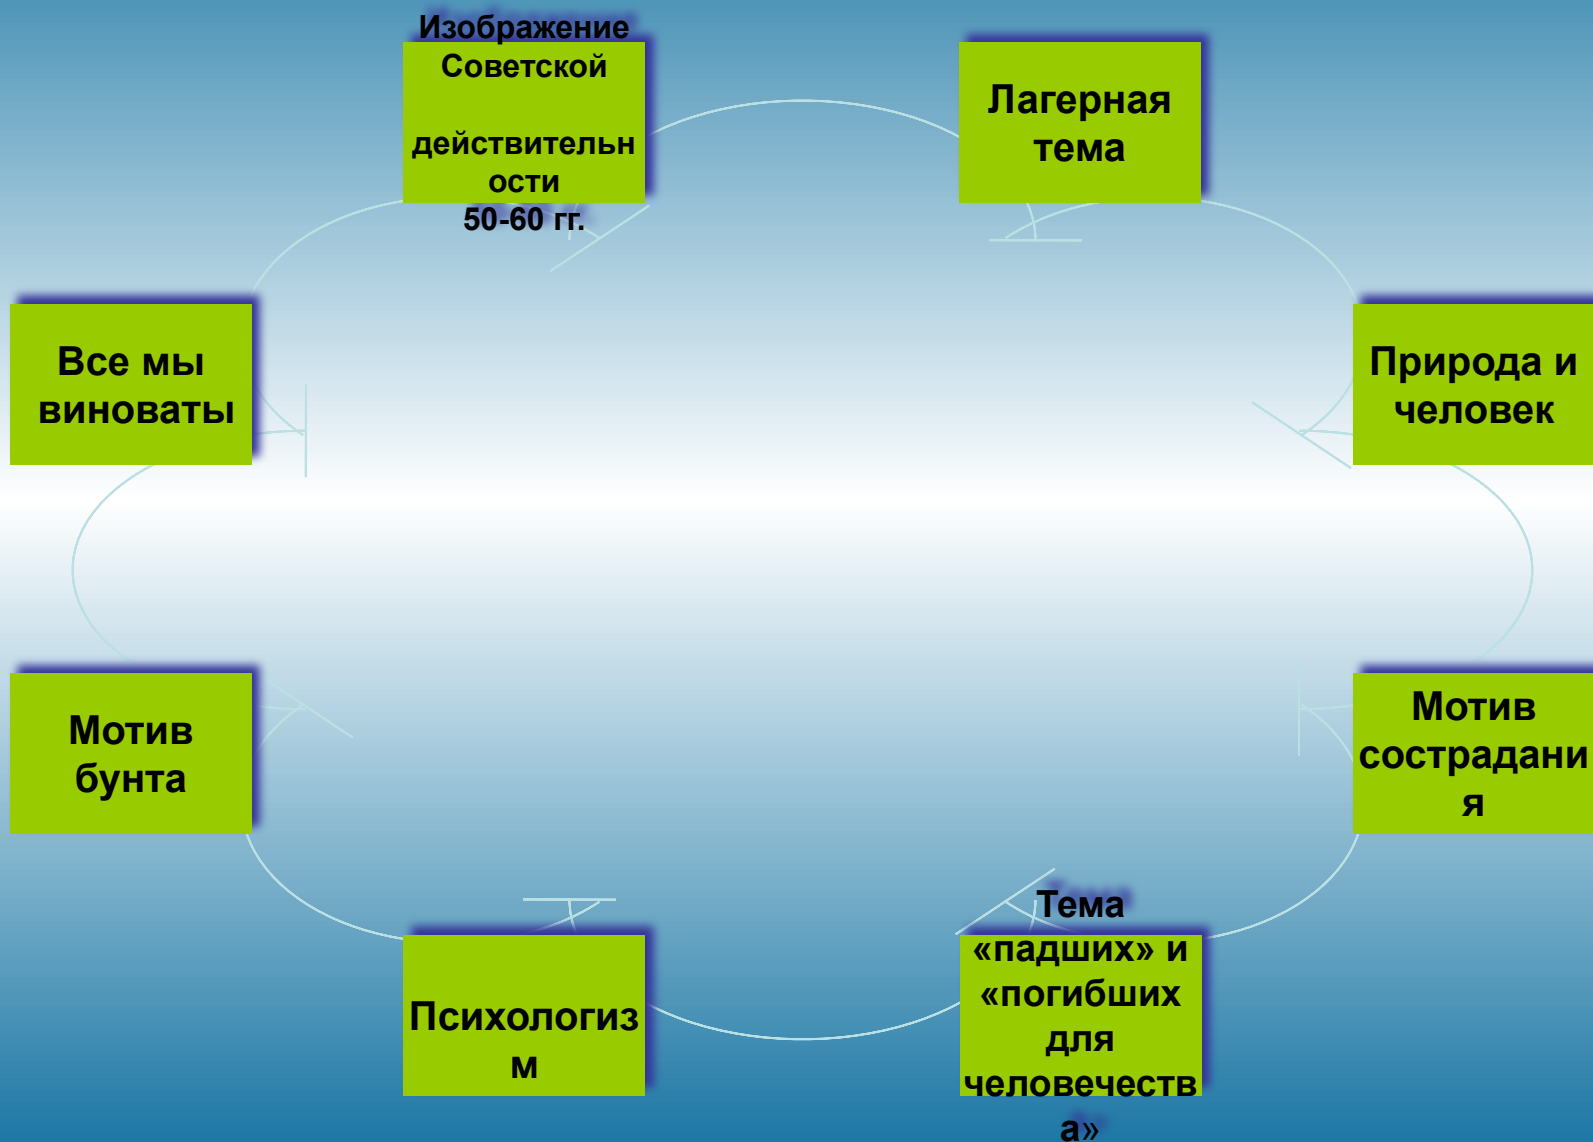 Изображение
Советской
действительн
ости
50-60 гг.
Лагерная
тема
Все мы
виноваты
Природа и
человек
Мотив
бунта
Мотив
сострадани
я
Психологиз
м
Тема
«падших» и
«погибших
для
человечеств
а»